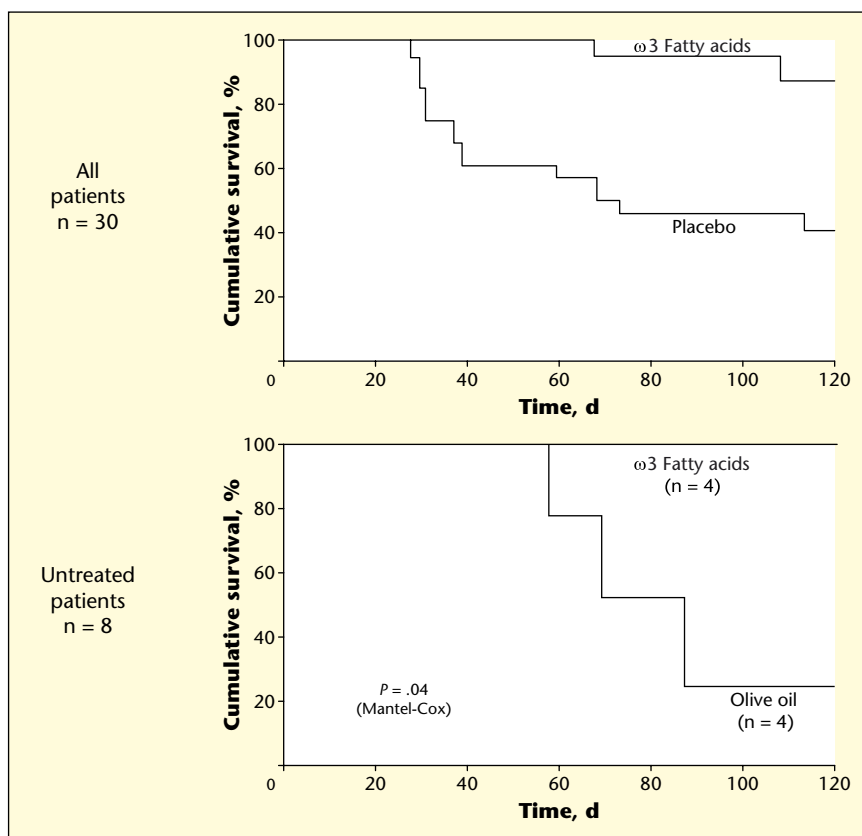 All
patients
n = 30
Cumulative survival, %
100
80
60
40
20
0
ω3 Fatty acids
Placebo
20
40
60
80
100
120
Time, d
Untreated
patients
n = 8
Cumulative survival, %
100
80
60
40
20
0
ω3 Fatty acids
(n = 4)
P = .04
(Mantel-Cox)
Olive oil
(n = 4)
20
40
60
80
100
120
Time, d